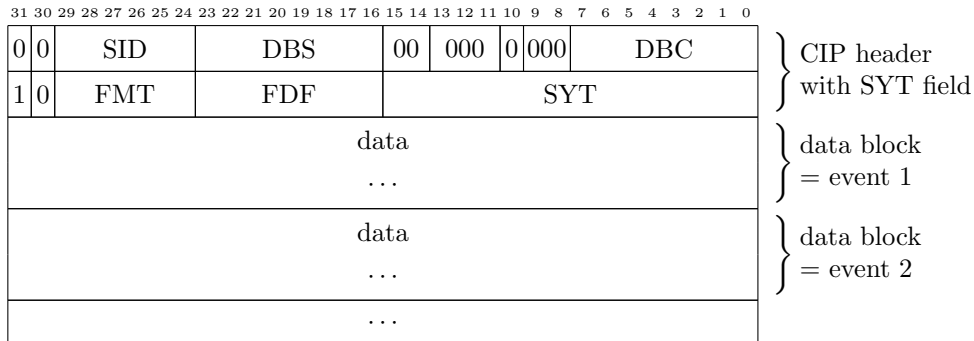 31 30 29 28 27 26 25 24 23 22 21 20 19 18 17 16 15 14 13 12 11 10 9 8 7 6 5 4 3 2 1 0
0 0 SID DBS 00 000 0 000 DBC
1 0 FMT FDF SYT
CIP header
with SYT field
data
...
data block
= event 1
data
...
data block
= event 2
...